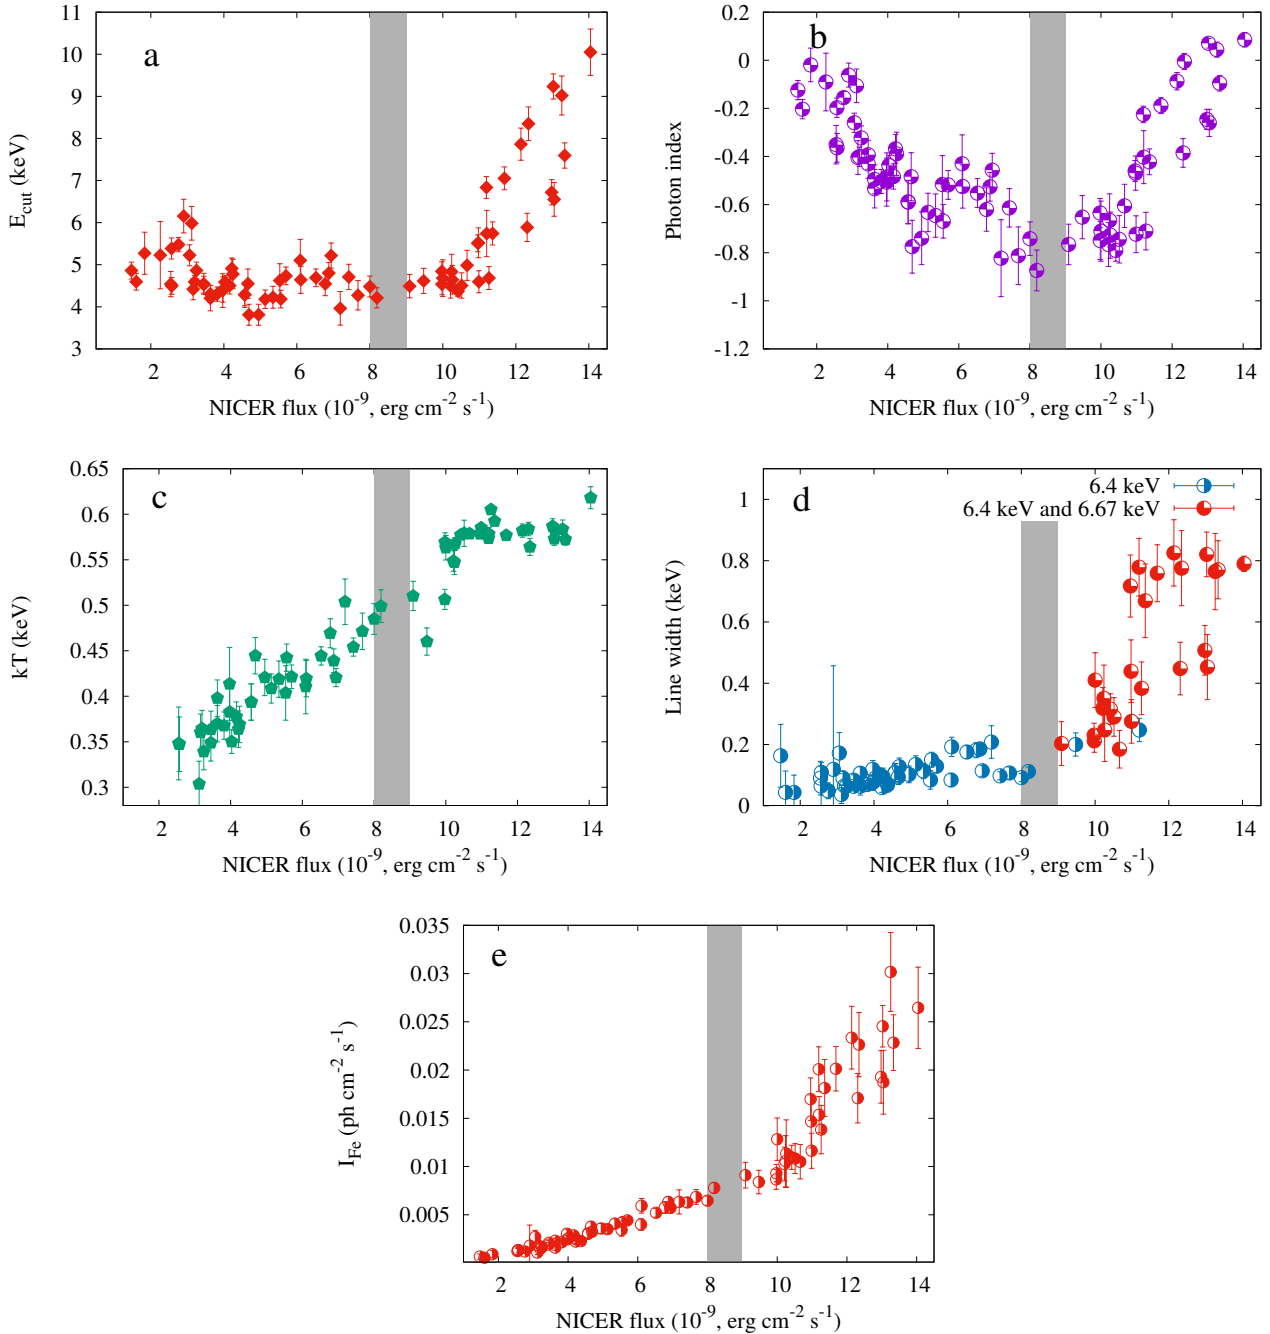 a
E_cut (keV)
11
10
9
8
7
6
5
4
3
2 4 6 8 10 12 14
NICER flux (10^-9, erg cm^-2 s^-1)
b
Photon index
0.2
0
-0.2
-0.4
-0.6
-0.8
-1
-1.2
2 4 6 8 10 12 14
NICER flux (10^-9, erg cm^-2 s^-1)
c
kT (keV)
0.65
0.6
0.55
0.5
0.45
0.4
0.35
0.3
2 4 6 8 10 12 14
NICER flux (10^-9, erg cm^-2 s^-1)
d
6.4 keV
6.4 keV and 6.67 keV
Line width (keV)
1
0.8
0.6
0.4
0.2
0
2 4 6 8 10 12 14
NICER flux (10^-9, erg cm^-2 s^-1)
e
I_Fe (ph cm^-2 s^-1)
0.035
0.03
0.025
0.02
0.015
0.01
0.005
2 4 6 8 10 12 14
NICER flux (10^-9, erg cm^-2 s^-1)